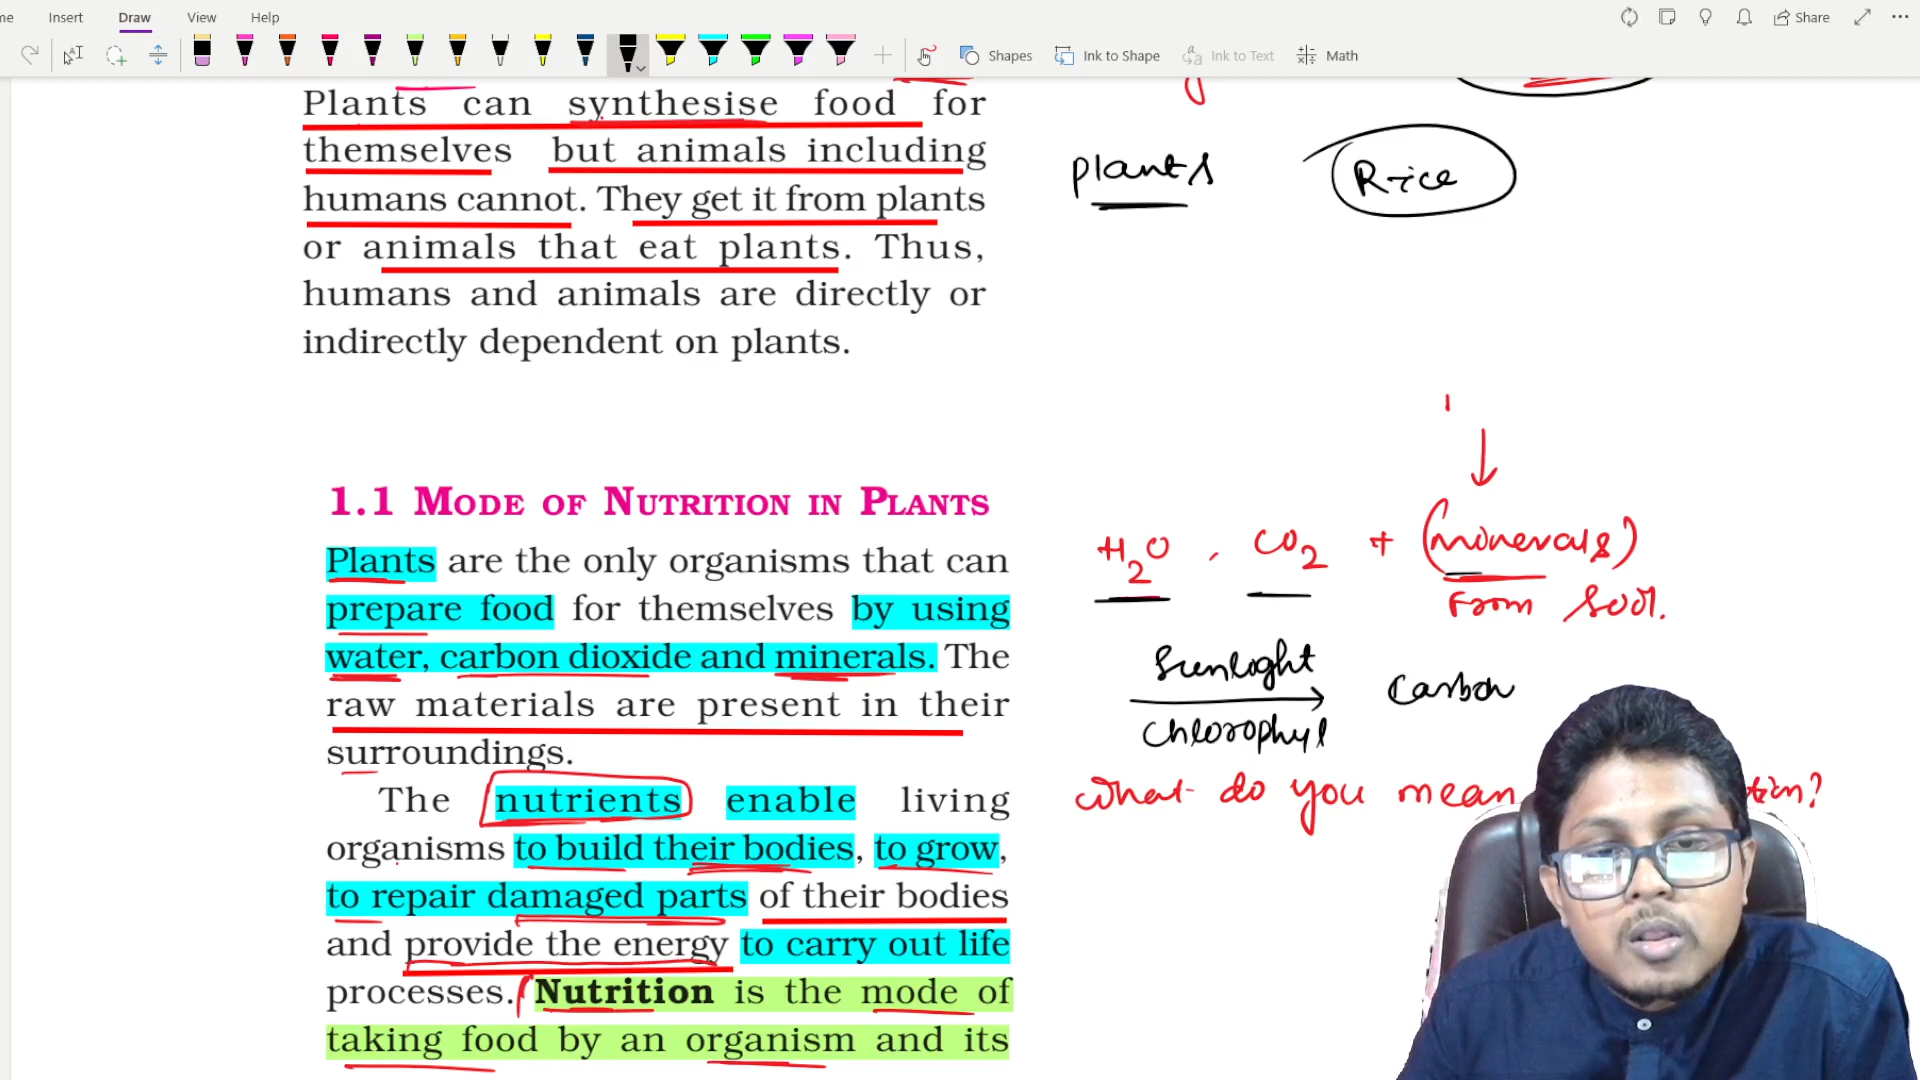 me Insert Draw View Help Share
Shapes Ink to Shape Ink to Text Math
Plants can synthesise food for
themselves but animals including
humans cannot. They get it from plants
or animals that eat plants. Thus,
humans and animals are directly or
indirectly dependent on plants.
1.1 MODE OF NUTRITION IN PLANTS
Plants are the only organisms that can
prepare food for themselves by using
water, carbon dioxide and minerals. The
raw materials are present in their
surroundings.
The nutrients enable living
organisms to build their bodies, to grow,
to repair damaged parts of their bodies
and provide the energy to carry out life
processes. Nutrition is the mode of
taking food by an organism and its
plants Rice
H2O , CO2 + (minerals)
from soil.
Sunlight
Chlorophyl
Carbon
What do you mean tion?